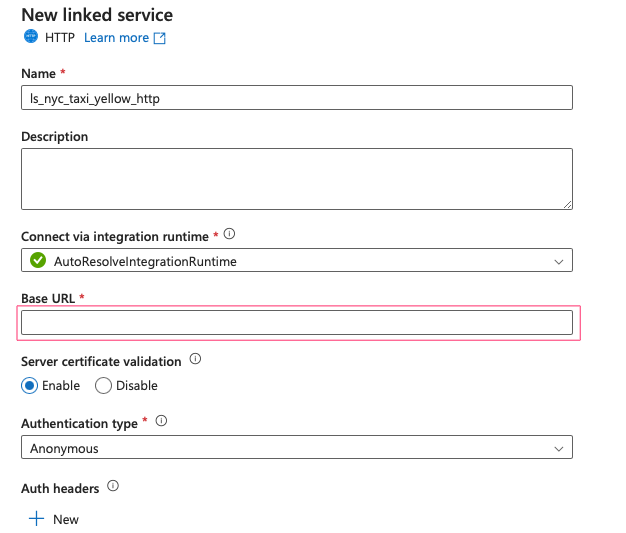 New linked service
HTTP Learn more
Name *
ls_nyc_taxi_yellow_http
Description
Connect via integration runtime *
AutoResolveIntegrationRuntime
Base URL *
Server certificate validation
Enable Disable
Authentication type *
Anonymous
Auth headers
New